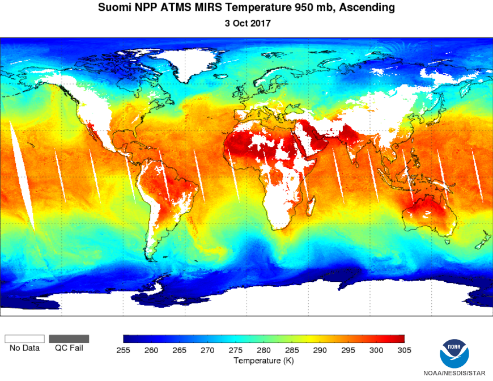 Suomi NPP ATMS MIRS Temperature 950 mb, Ascending
3 Oct 2017
No Data
QC Fail
255 260 265 270 275 280 285 290 295 300 305
Temperature (K)
NOAA
NOAA/NESDIS/STAR